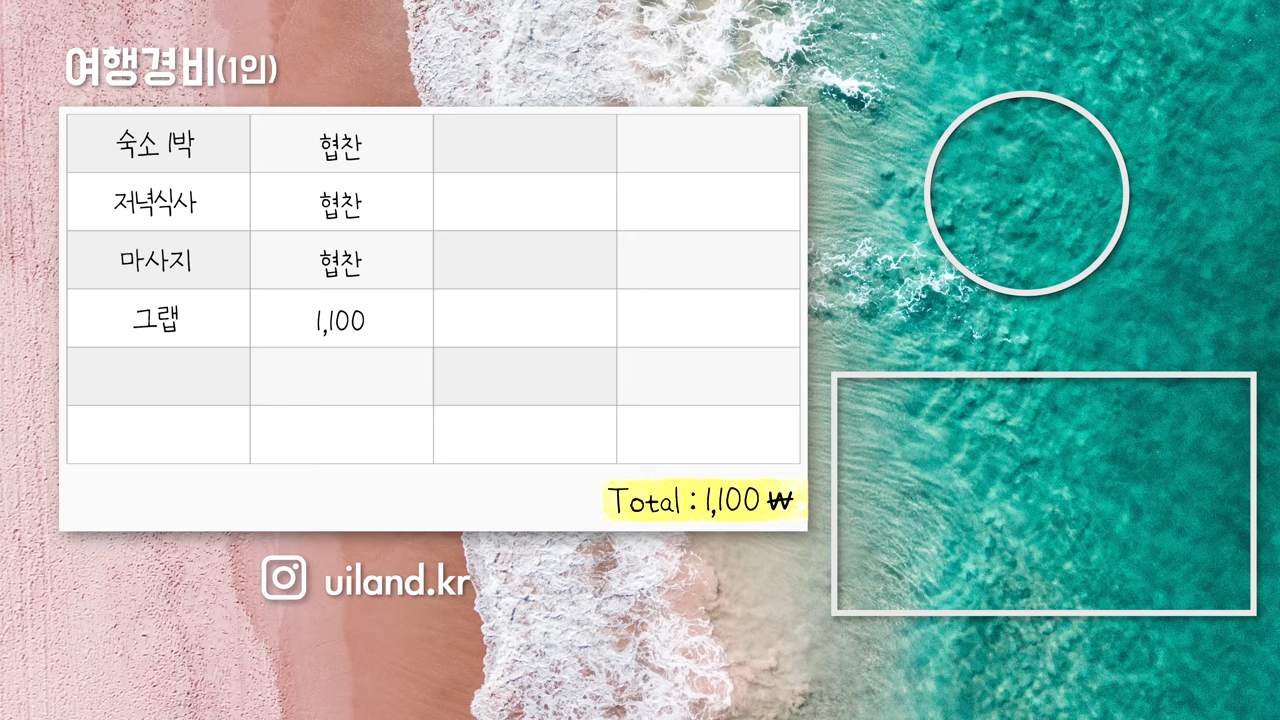 여행경비(1인)
숙소 1박 협찬
저녁식사 협찬
마사지 협찬
그랩 1,100
Total : 1,100 ₩
uiland.kr